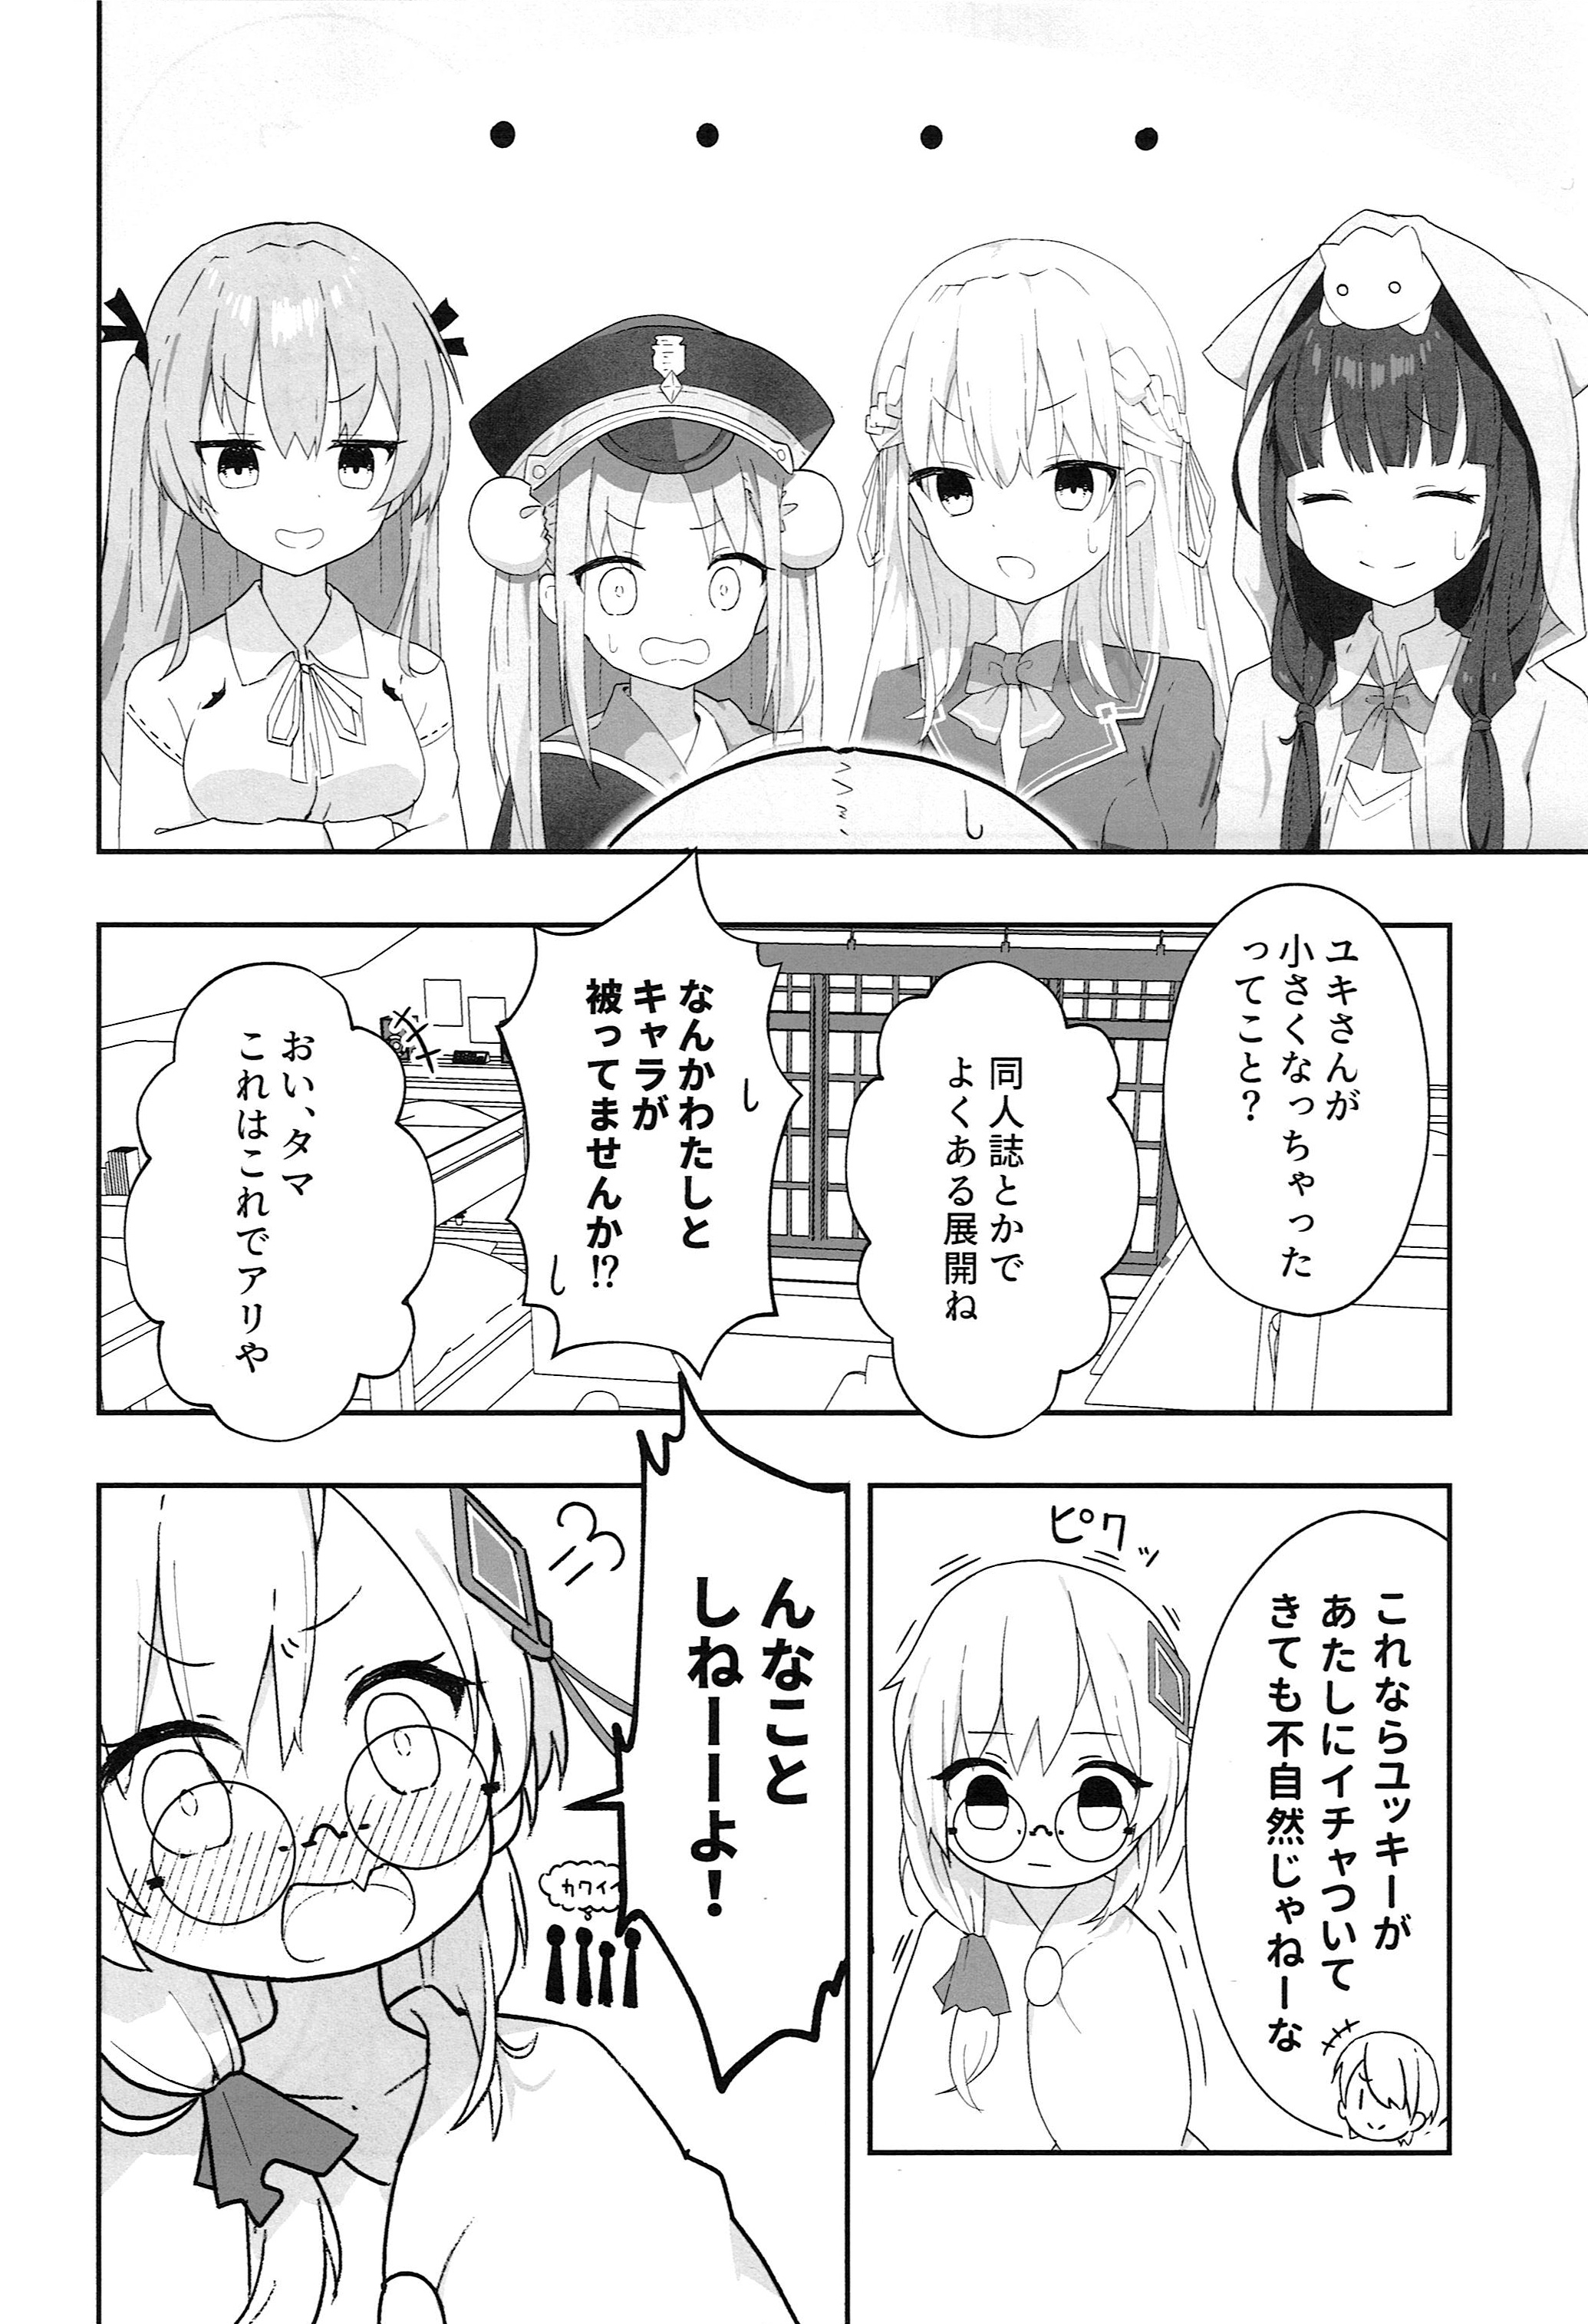 ・・・・
ユキさんが
小さくなっちゃった
ってこと?
同人誌とかで
よくある展開ね
なんかわたしと
キャラが
被ってませんか!?
おい、タマ
これはこれでアリや
これならユッキーが
あたしにイチャついて
きても不自然じゃねーな
ピクッ
んなこと
しねーーーよ!
カワイイ